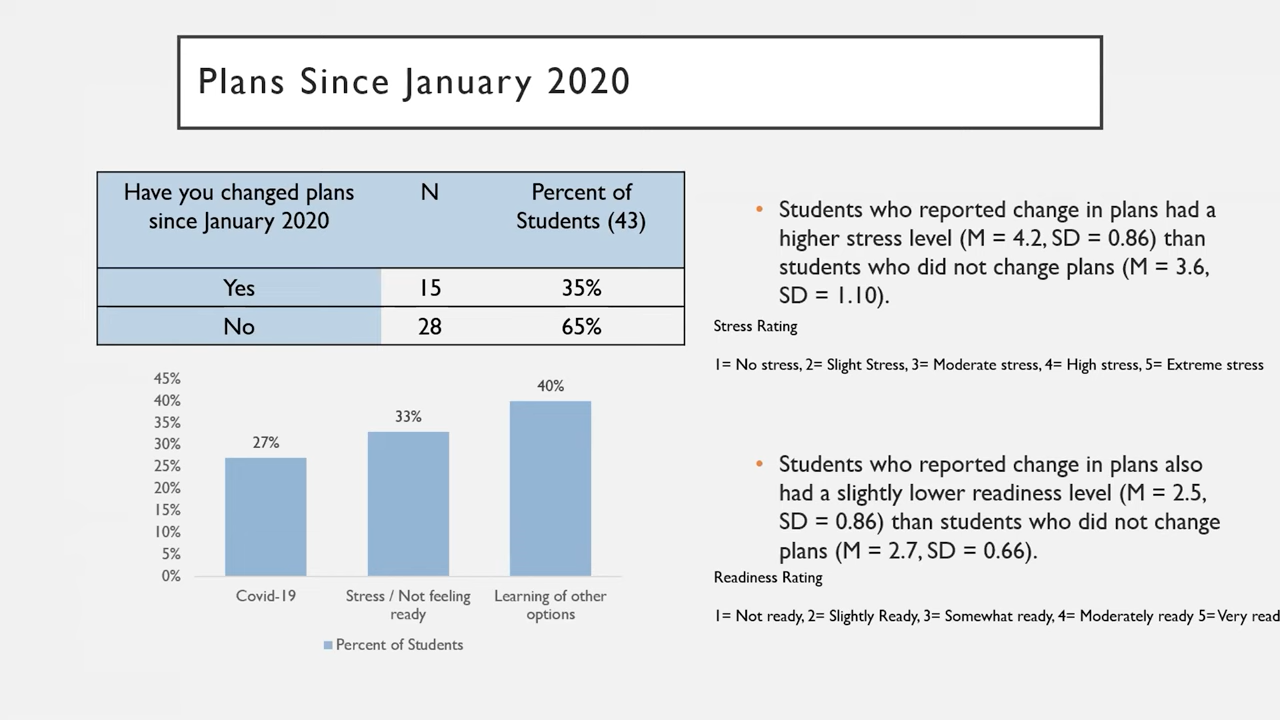 Plans Since January 2020
Have you changed plans
since January 2020
N
Percent of
Students (43)
Yes
15
35%
No
28
65%
45%
40%
35%
30%
25%
20%
15%
10%
5%
0%
27%
33%
40%
Covid-19
Stress / Not feeling
ready
Learning of other
options
Percent of Students
• Students who reported change in plans had a
higher stress level (M = 4.2, SD = 0.86) than
students who did not change plans (M = 3.6,
SD = 1.10).
Stress Rating
1= No stress, 2= Slight Stress, 3= Moderate stress, 4= High stress, 5= Extreme stress
• Students who reported change in plans also
had a slightly lower readiness level (M = 2.5,
SD = 0.86) than students who did not change
plans (M = 2.7, SD = 0.66).
Readiness Rating
1= Not ready, 2= Slightly Ready, 3= Somewhat ready, 4= Moderately ready 5= Very read